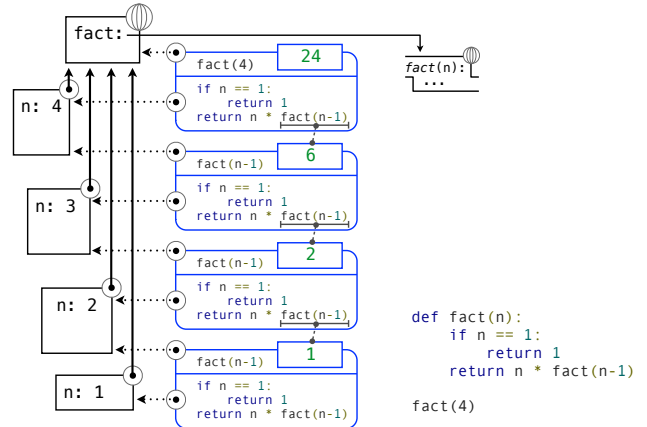 fact:
fact(n):
...
24
fact(4)
if n == 1:
return 1
return n * fact(n-1)
n: 4
6
fact(n-1)
if n == 1:
return 1
return n * fact(n-1)
n: 3
2
fact(n-1)
if n == 1:
return 1
return n * fact(n-1)
n: 2
1
fact(n-1)
if n == 1:
return 1
return n * fact(n-1)
n: 1
def fact(n):
if n == 1:
return 1
return n * fact(n-1)
fact(4)